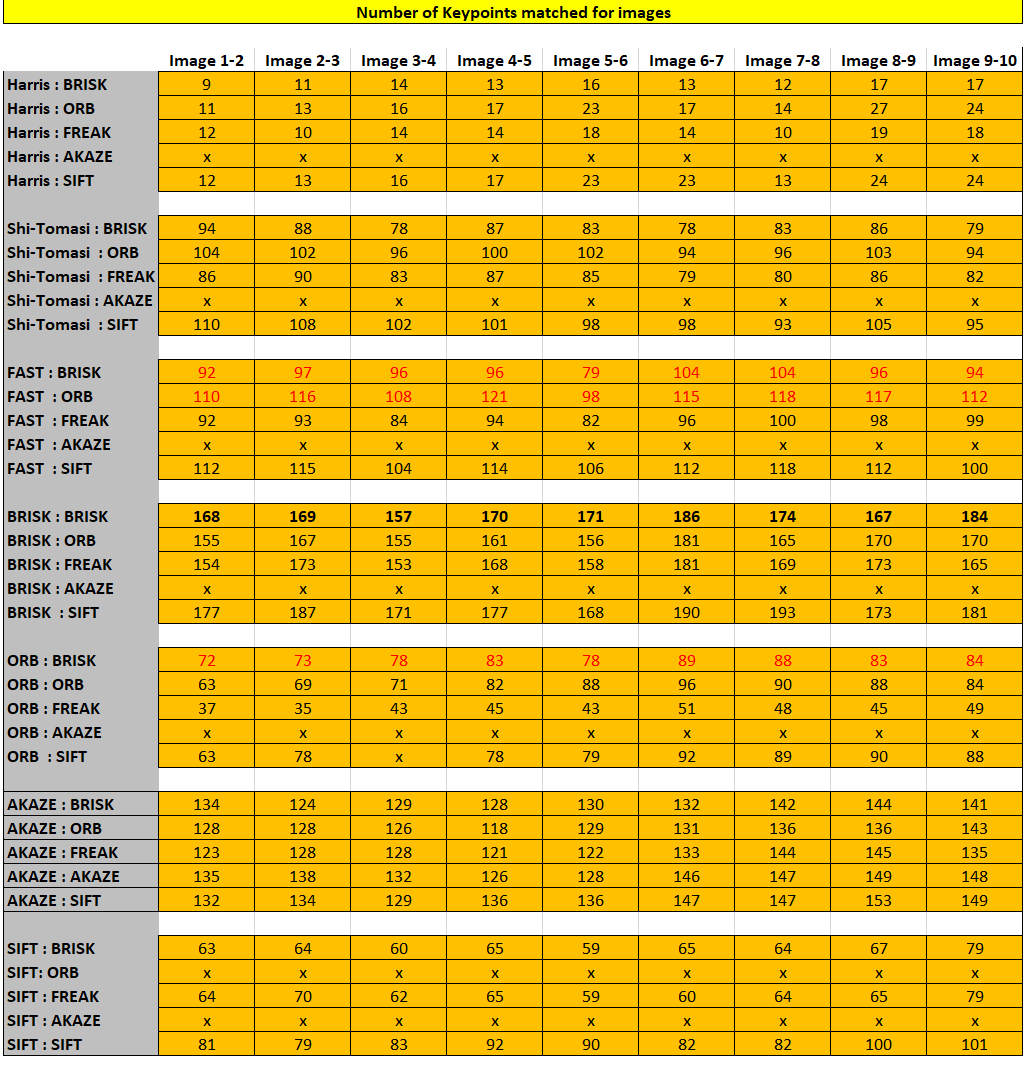 Number of Keypoints matched for images
Image 1-2 Image 2-3 Image 3-4 Image 4-5 Image 5-6 Image 6-7 Image 7-8 Image 8-9 Image 9-10
Harris : BRISK 9 11 14 13 16 13 12 17 17
Harris : ORB 11 13 16 17 23 17 14 27 24
Harris : FREAK 12 10 14 14 18 14 10 19 18
Harris : AKAZE x x x x x x x x x
Harris : SIFT 12 13 16 17 23 23 13 24 24
Shi-Tomasi : BRISK 94 88 78 87 83 78 83 86 79
Shi-Tomasi : ORB 104 102 96 100 102 94 96 103 94
Shi-Tomasi : FREAK 86 90 83 87 85 79 80 86 82
Shi-Tomasi : AKAZE x x x x x x x x x
Shi-Tomasi : SIFT 110 108 102 101 98 98 93 105 95
FAST : BRISK 92 97 96 96 79 104 104 96 94
FAST : ORB 110 116 108 121 98 115 118 117 112
FAST : FREAK 92 93 84 94 82 96 100 98 99
FAST : AKAZE x x x x x x x x x
FAST : SIFT 112 115 104 114 106 112 118 112 100
BRISK : BRISK 168 169 157 170 171 186 174 167 184
BRISK : ORB 155 167 155 161 156 181 165 170 170
BRISK : FREAK 154 173 153 168 158 181 169 173 165
BRISK : AKAZE x x x x x x x x x
BRISK : SIFT 177 187 171 177 168 190 193 173 181
ORB : BRISK 72 73 78 83 78 89 88 83 84
ORB : ORB 63 69 71 82 88 96 90 88 84
ORB : FREAK 37 35 43 45 43 51 48 45 49
ORB : AKAZE x x x x x x x x x
ORB : SIFT 63 78 x 78 79 92 89 90 88
AKAZE : BRISK 134 124 129 128 130 132 142 144 141
AKAZE : ORB 128 128 126 118 129 131 136 136 143
AKAZE : FREAK 123 128 128 121 122 133 144 145 135
AKAZE : AKAZE 135 138 132 126 128 146 147 149 148
AKAZE : SIFT 132 134 129 136 136 147 147 153 149
SIFT : BRISK 63 64 60 65 59 65 64 67 79
SIFT: ORB x x x x x x x x x
SIFT : FREAK 64 70 62 65 59 60 64 65 79
SIFT : AKAZE x x x x x x x x x
SIFT : SIFT 81 79 83 92 90 82 82 100 101